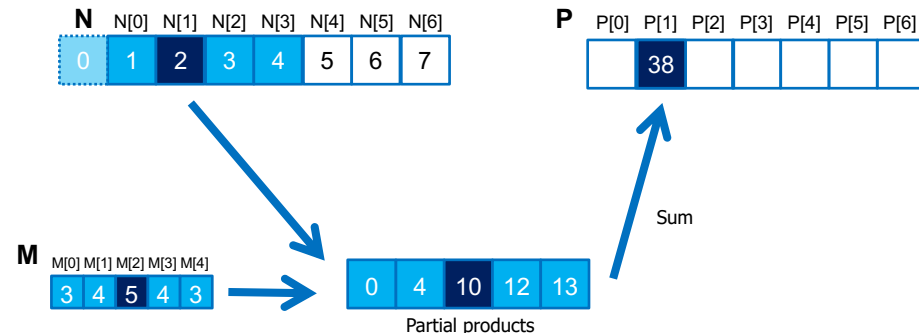 N N[0] N[1] N[2] N[3] N[4] N[5] N[6]
0 1 2 3 4 5 6 7
P P[0] P[1] P[2] P[3] P[4] P[5] P[6]
38
Sum
M M[0] M[1] M[2] M[3] M[4]
3 4 5 4 3
0 4 10 12 13
Partial products